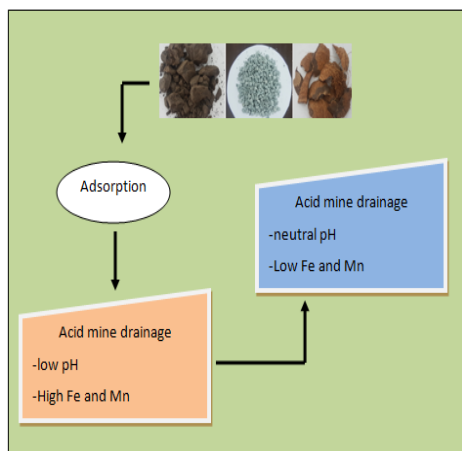 Adsorption
Acid mine drainage
-neutral pH
-Low Fe and Mn
Acid mine drainage
-low pH
-High Fe and Mn